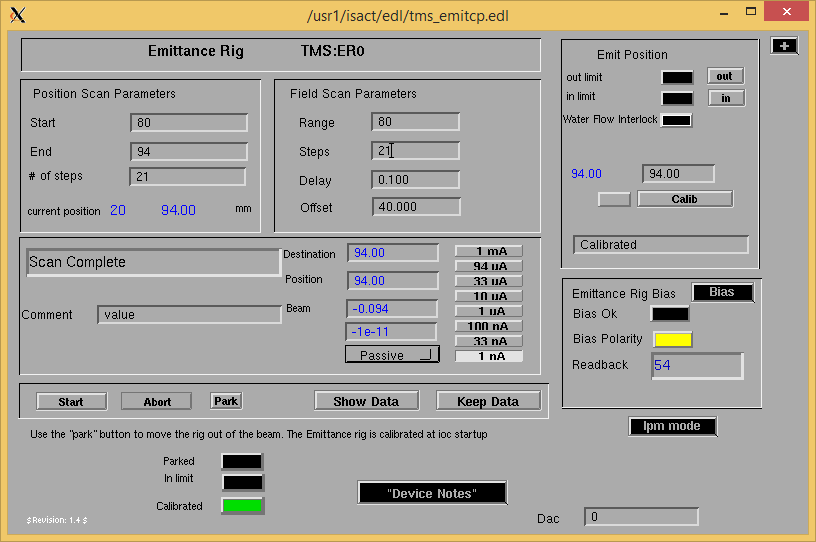 /usr1/isact/edl/tms_emitcp.edl
Emittance Rig TMS:ER0
+
Position Scan Parameters
Start 80
End 94
# of steps 21
current position 20 94.00 mm
Field Scan Parameters
Range 80
Steps 21
Delay 0.100
Offset 40.000
Emit Position
out limit out
in limit in
Water Flow Interlock
94.00 94.00
Calib
Calibrated
Scan Complete
Comment value
Destination 94.00
Position 94.00
Beam -0.094
-1e-11
Passive
1 mA
94 uA
33 uA
10 uA
1 uA
100 nA
33 nA
1 nA
Emittance Rig Bias Bias
Bias Ok
Bias Polarity
Readback 54
Start Abort Park Show Data Keep Data
Ipm mode
Use the "park" button to move the rig out of the beam. The Emittance rig is calibrated at ioc startup
Parked
In limit
Calibrated
"Device Notes"
$Revision: 1.4 $
Dac 0